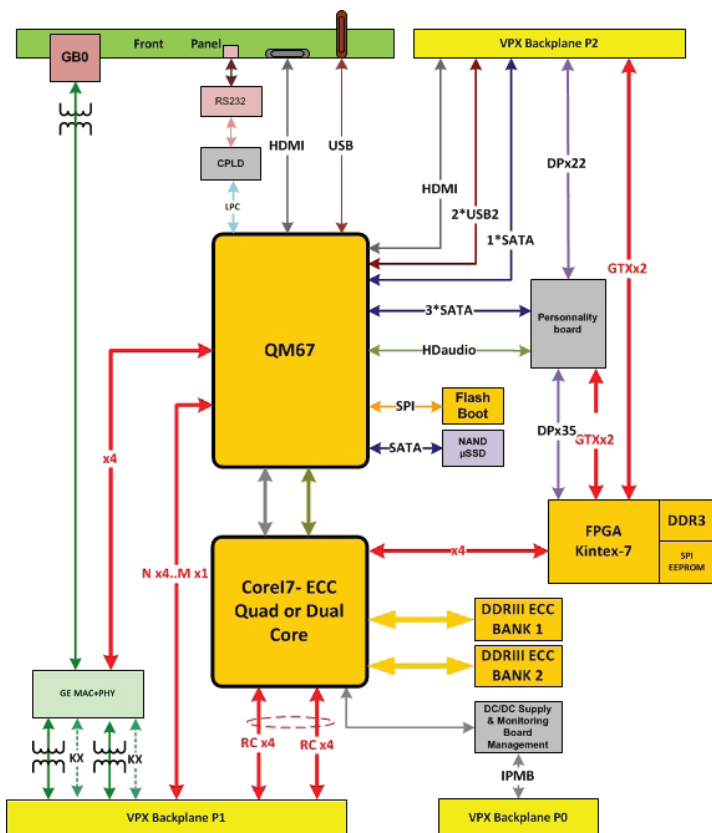 Front Panel
VPX Backplane P2
GB0
RS232
CPLD
LPC
HDMI
USB
HDMI
2*USB2
1*SATA
DPx22
GTXx2
QM67
3*SATA
HDaudio
Personnality
board
SPI
Flash
Boot
SATA
NAND
µSSD
x4
DPx35
GTXx2
N x4..M x1
x4
FPGA
Kintex-7
DDR3
SPI
EEPROM
CoreI7- ECC
Quad or Dual
Core
DDRIII ECC
BANK 1
DDRIII ECC
BANK 2
GE MAC+PHY
KX
KX
RC x4
RC x4
DC/DC Supply
& Monitoring
Board
Management
IPMB
VPX Backplane P1
VPX Backplane P0